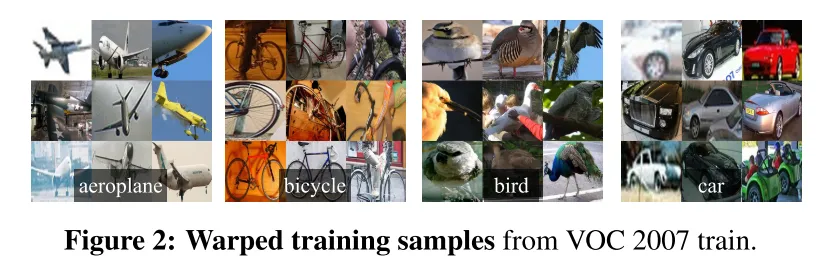 aeroplane
bicycle
bird
car
Figure 2: Warped training samples from VOC 2007 train.